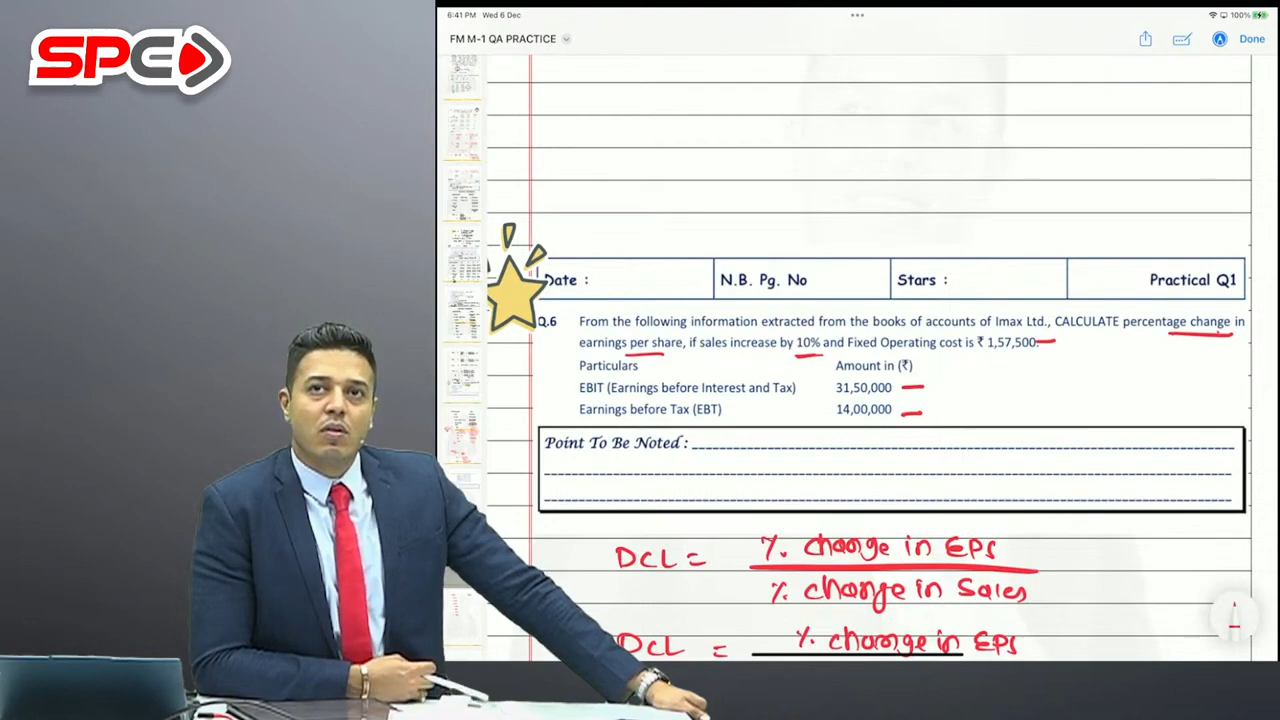 SPC
6:41 PM Wed 6 Dec
100%
FM M-1 QA PRACTICE
Done
Date :
N.B. Pg. No
Stars :
Practical Q1
Q.6 From the following information extracted from the books of accounts of Imax Ltd., CALCULATE percentage change in
earnings per share, if sales increase by 10% and Fixed Operating cost is ₹ 1,57,500.
Particulars Amount in (₹)
EBIT (Earnings before Interest and Tax) 31,50,000
Earnings before Tax (EBT) 14,00,000
Point To Be Noted :
DCL = % change in EPS
% change in Sales
DCL = % change in EPS